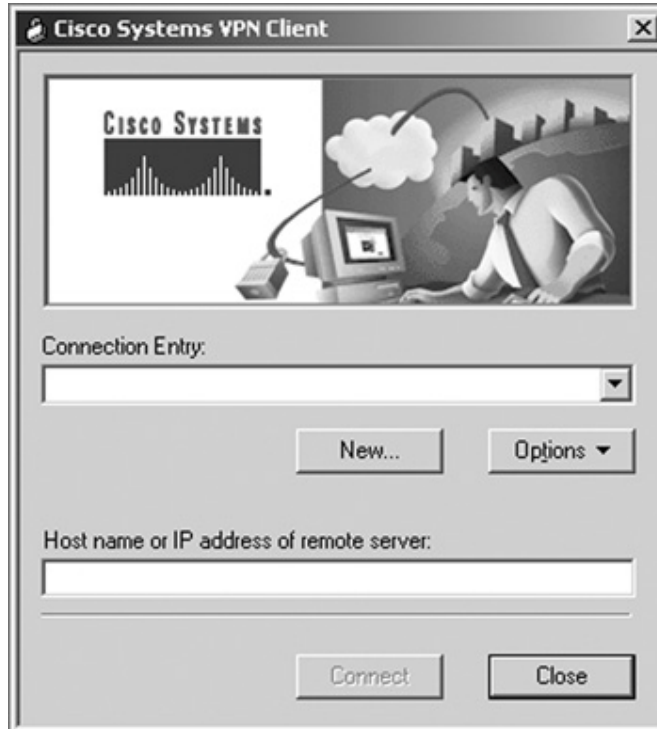 Cisco Systems VPN Client
CISCO SYSTEMS
Connection Entry:
New...
Options
Host name or IP address of remote server:
Connect
Close